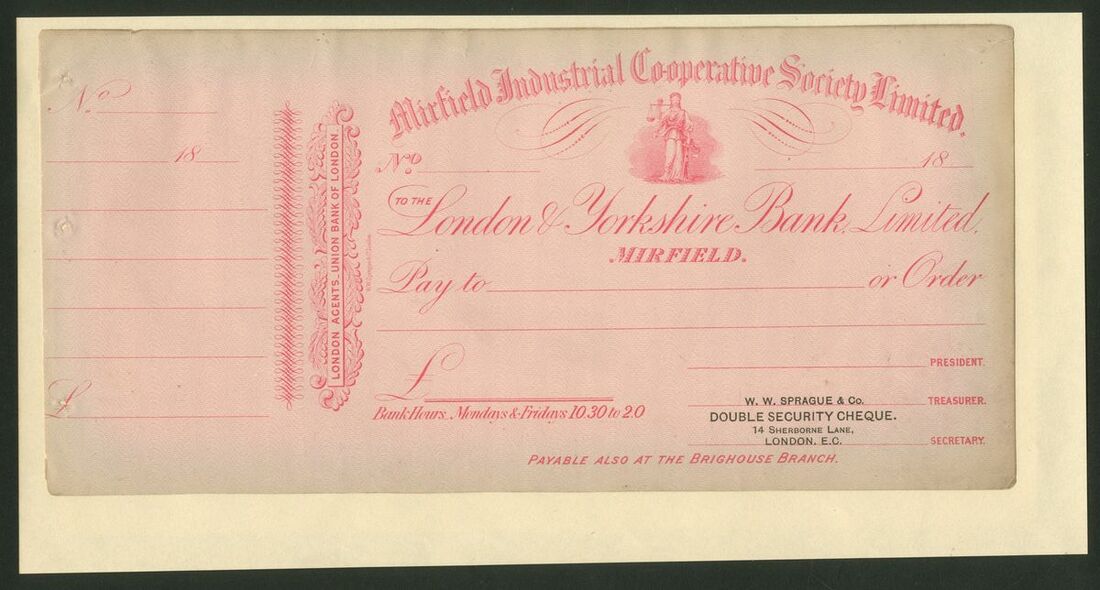 No
18
£
LONDON AGENTS_UNION BANK OF LONDON
Mirfield Industrial Cooperative Society Limited.
No
18
TO THE London & Yorkshire Bank, Limited,
MIRFIELD.
Pay to or Order
PRESIDENT.
£
TREASURER.
W. W. SPRAGUE & Co.
DOUBLE SECURITY CHEQUE.
14 SHERBORNE LANE,
LONDON. E.C.
Bank Hours. Mondays & Fridays 10.30 to 2.0
SECRETARY.
PAYABLE ALSO AT THE BRIGHOUSE BRANCH.